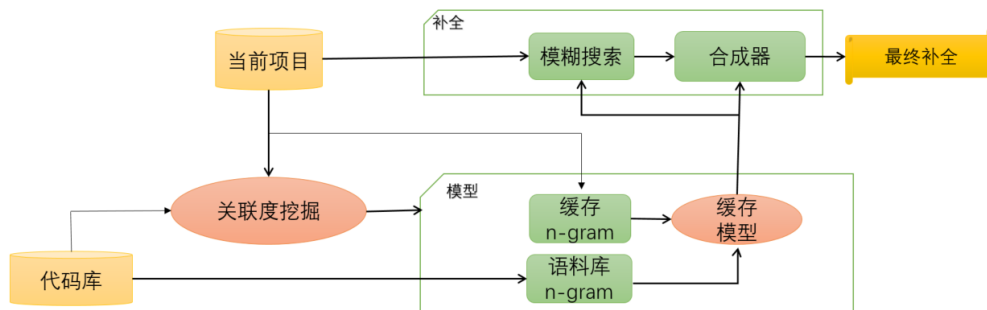 补全
当前项目
模糊搜索
合成器
最终补全
关联度挖掘
模型
缓存
n-gram
缓存
模型
代码库
语料库
n-gram